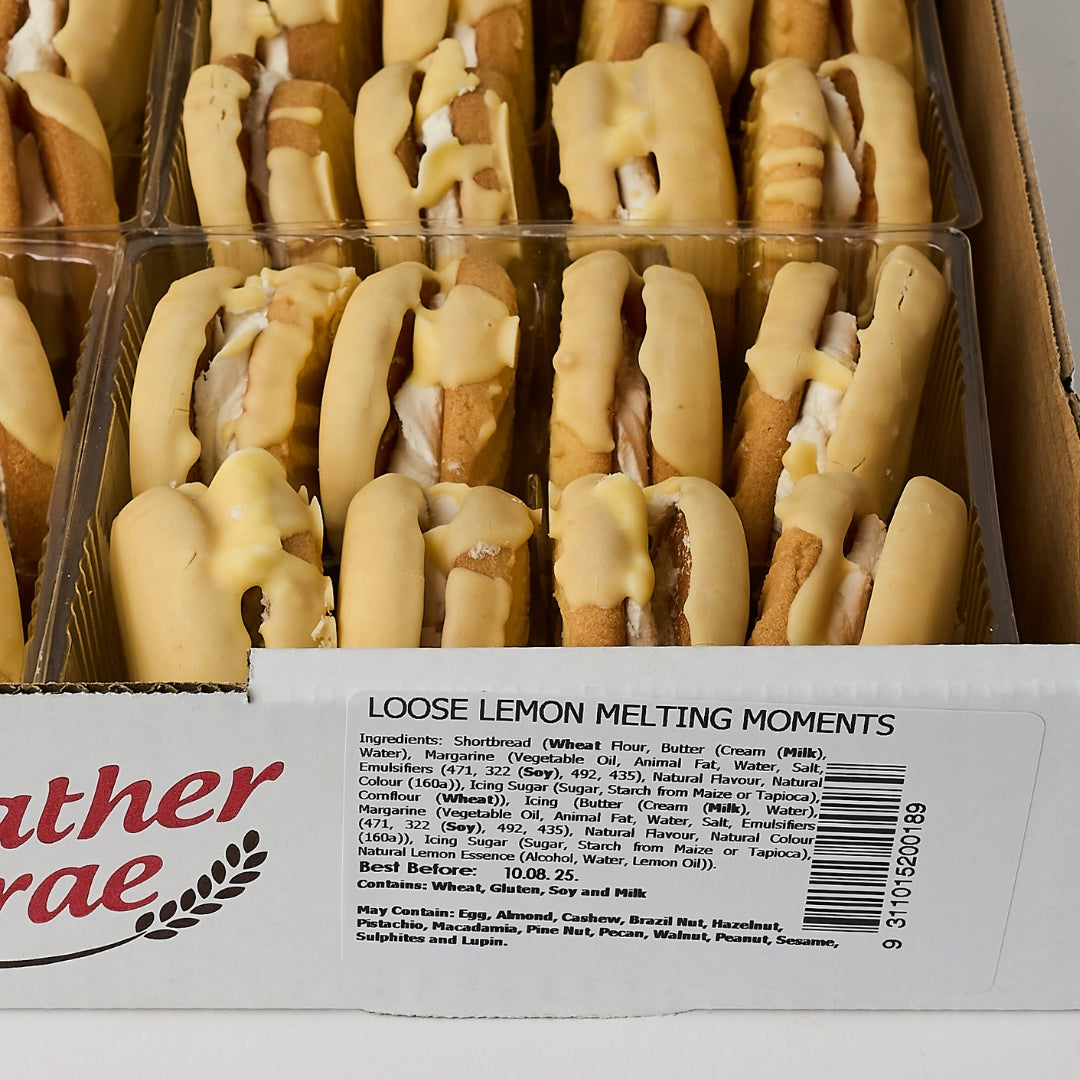 LOOSE LEMON MELTING MOMENTS
Ingredients: Shortbread (Wheat Flour, Butter (Cream (Milk),
Water), Margarine (Vegetable Oil, Animal Fat, Water, Salt,
Emulsifiers (471, 322 (Soy), 492, 435), Natural Flavour, Natural
Colour (160a)), Icing Sugar (Sugar, Starch from Maize or Tapioca),
Cornflour (Wheat)), Icing (Butter (Cream (Milk), Water),
Margarine (Vegetable Oil, Animal Fat, Water, Salt, Emulsifiers
(471, 322 (Soy), 492, 435), Natural Flavour, Natural Colour
(160a)), Icing Sugar (Sugar, Starch from Maize or Tapioca),
Natural Lemon Essence (Alcohol, Water, Lemon Oil)).
Best Before: 10.08. 25.
Contains: Wheat, Gluten, Soy and Milk
May Contain: Egg, Almond, Cashew, Brazil Nut, Hazelnut,
Pistachio, Macadamia, Pine Nut, Pecan, Walnut, Peanut, Sesame,
Sulphites and Lupin.
9 311015200189
ather
rae